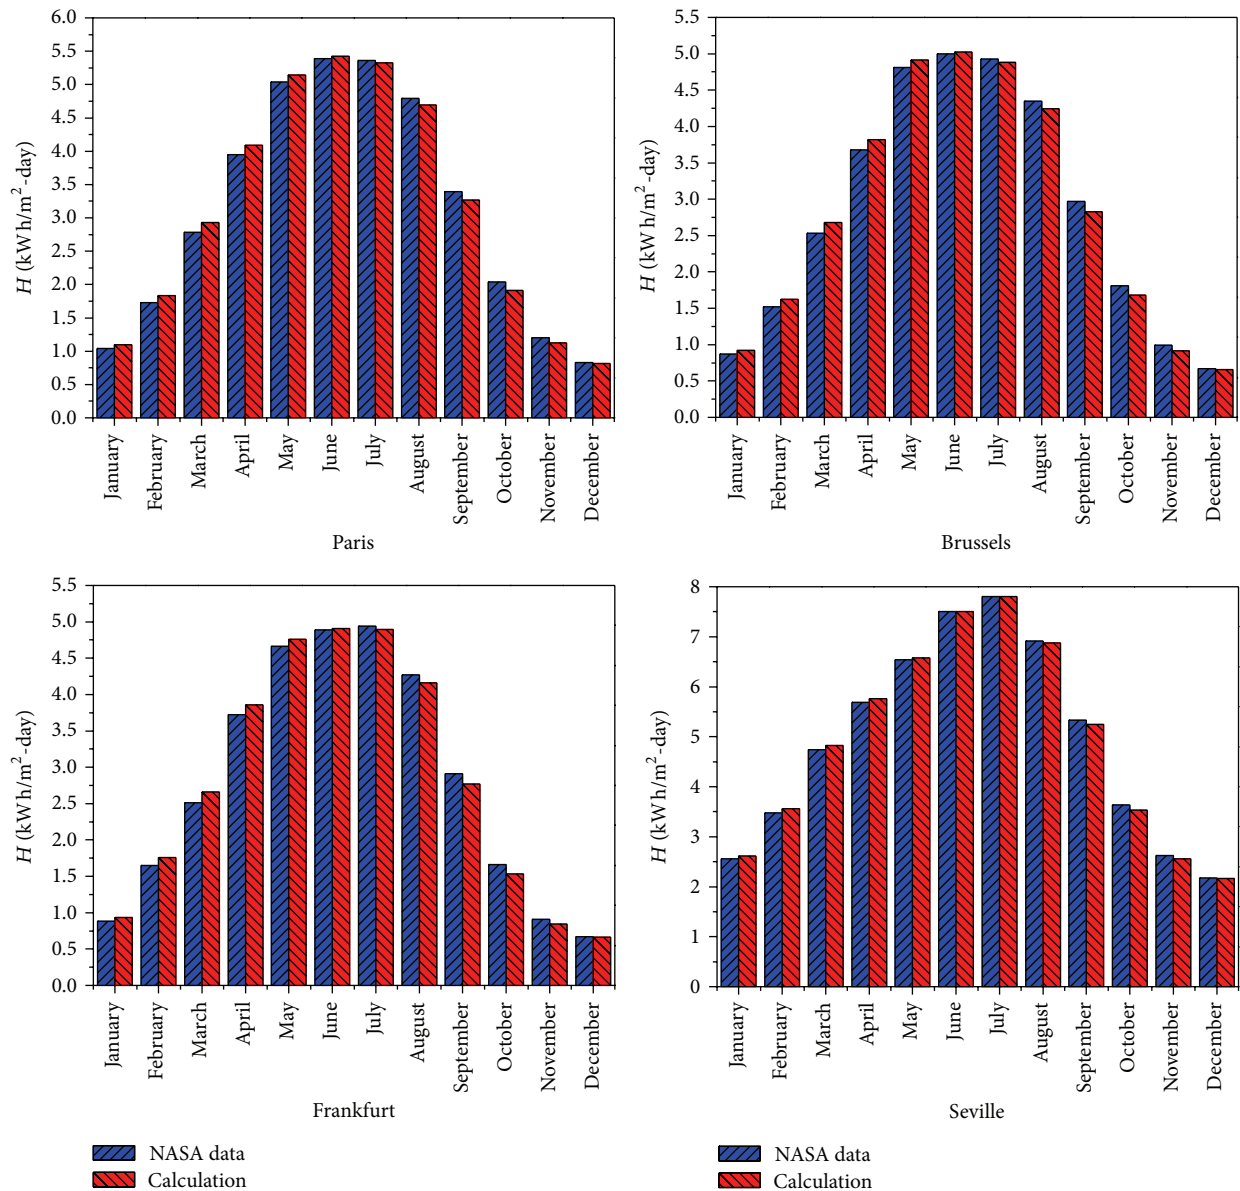 6.0
5.5
5.0
4.5
4.0
3.5
3.0
2.5
2.0
1.5
1.0
0.5
0.0
H (kWh/m²-day)
January
February
March
April
May
June
July
August
September
October
November
December
Paris
5.5
5.0
4.5
4.0
3.5
3.0
2.5
2.0
1.5
1.0
0.5
0.0
H (kWh/m²-day)
January
February
March
April
May
June
July
August
September
October
November
December
Brussels
5.5
5.0
4.5
4.0
3.5
3.0
2.5
2.0
1.5
1.0
0.5
0.0
H (kWh/m²-day)
January
February
March
April
May
June
July
August
September
October
November
December
Frankfurt
8
7
6
5
4
3
2
1
0
H (kWh/m²-day)
January
February
March
April
May
June
July
August
September
October
November
December
Seville
NASA data
Calculation
NASA data
Calculation